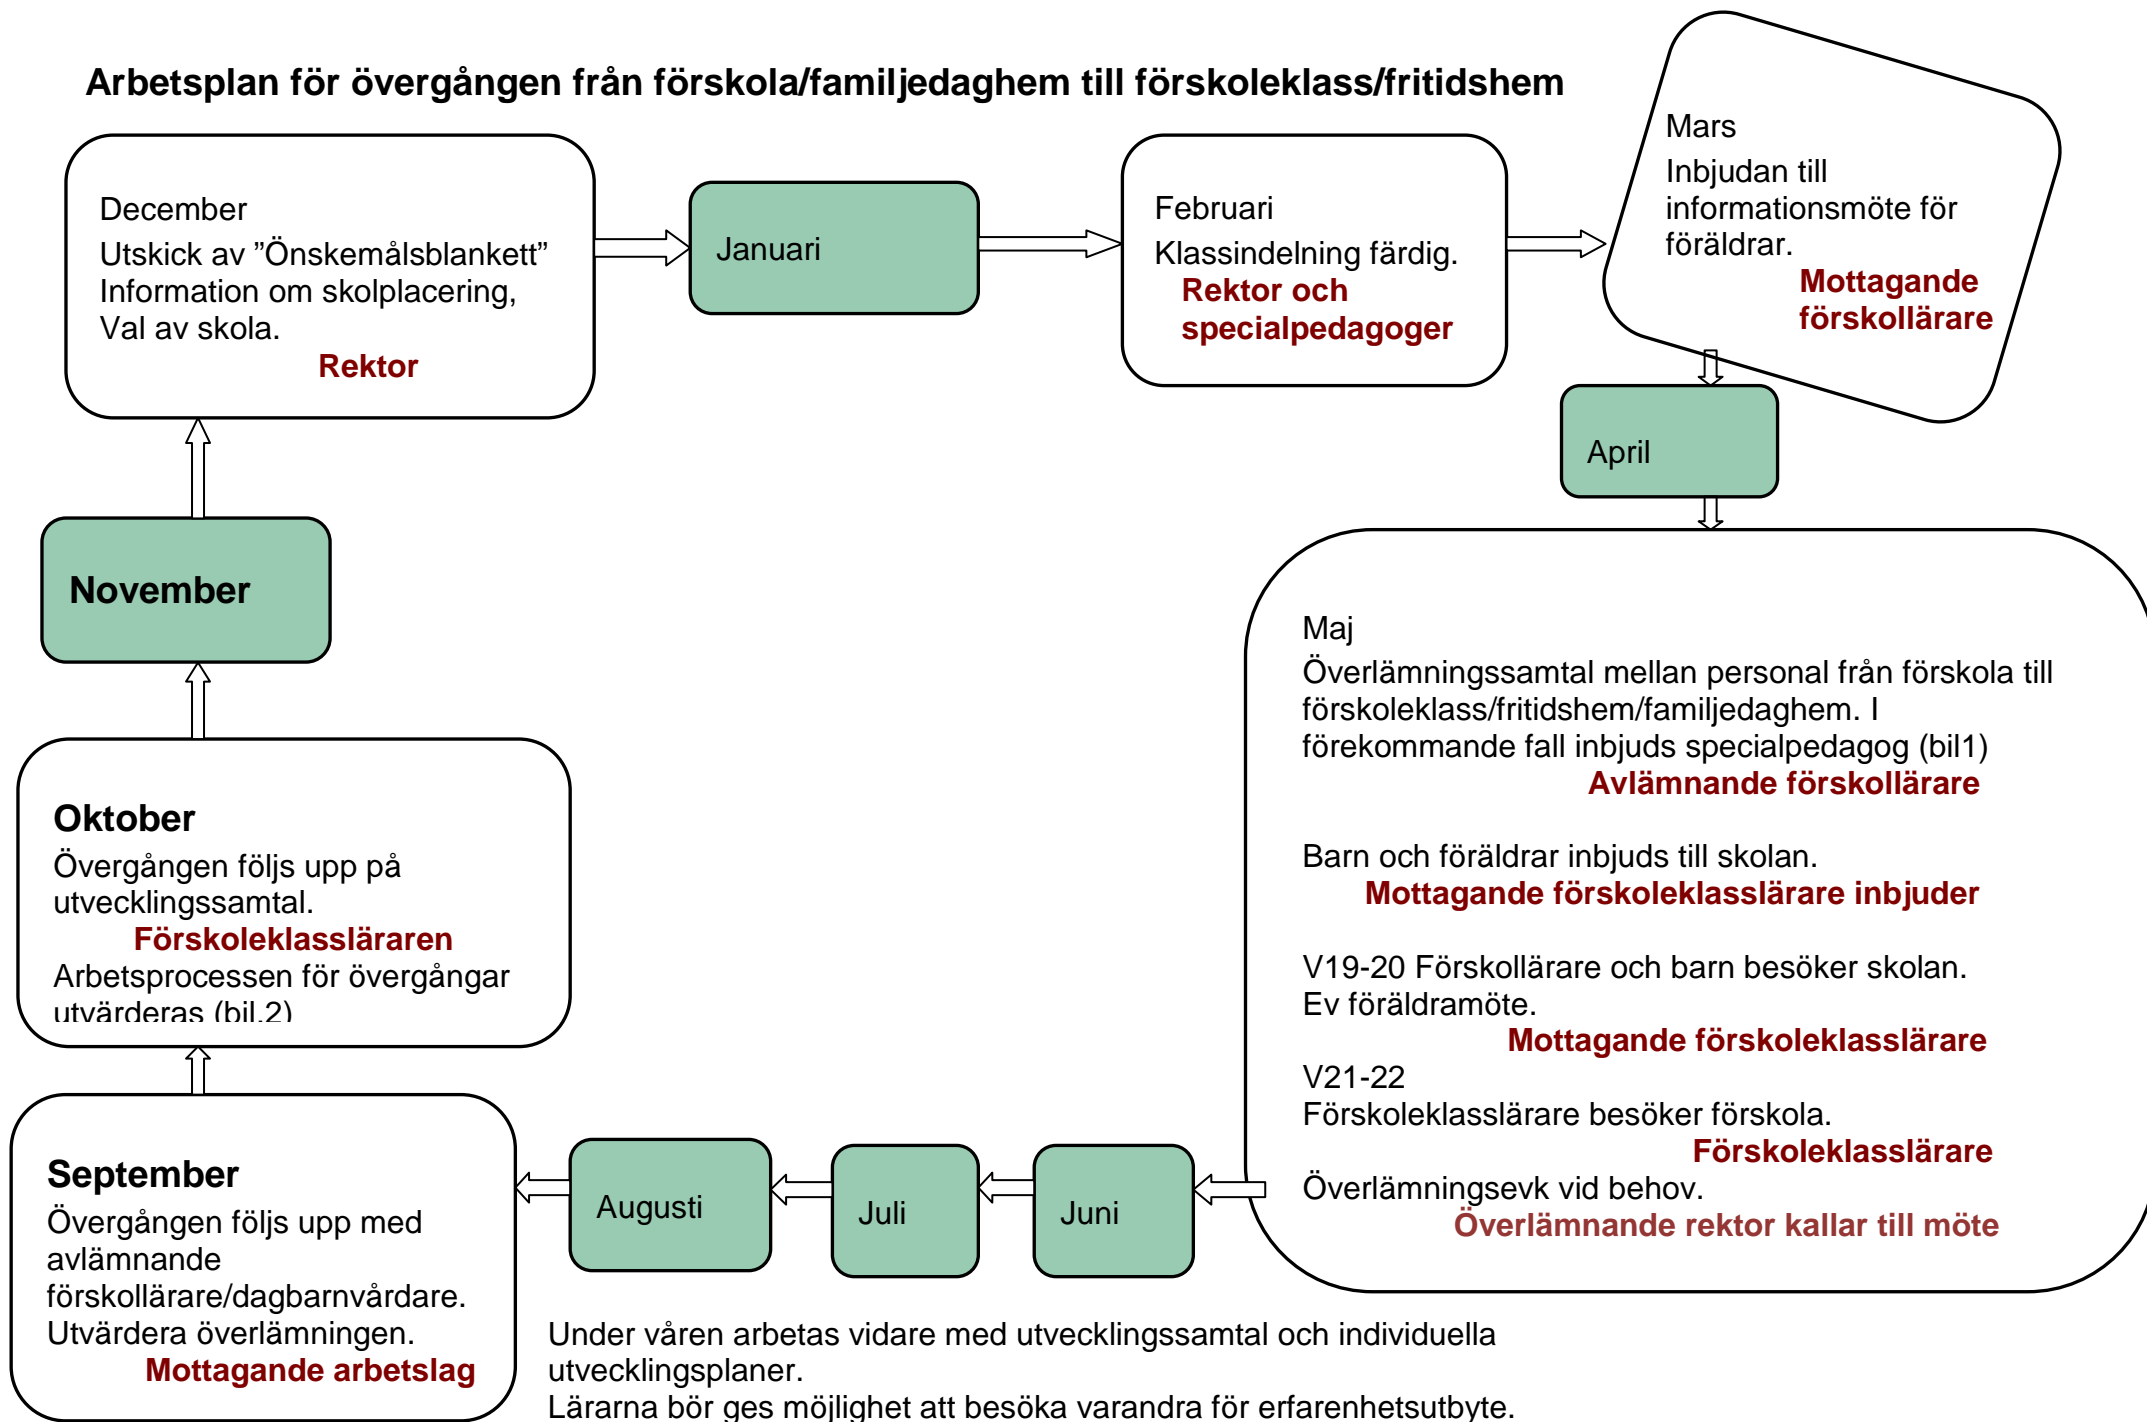 Arbetsplan för övergången från förskola/familjedaghem till förskoleklass/fritidshem
December
Utskick av ”Önskemålsblankett”
Information om skolplacering,
Val av skola.
Rektor
Januari
Februari
Klassindelning färdig.
Rektor och
specialpedagoger
Mars
Inbjudan till
informationsmöte för
föräldrar.
Mottagande
förskollärare
April
Maj
Överlämningssamtal mellan personal från förskola till
förskoleklass/fritidshem/familjedaghem. I
förekommande fall inbjuds specialpedagog (bil1)
Avlämnande förskollärare
Barn och föräldrar inbjuds till skolan.
Mottagande förskoleklasslärare inbjuder
V19-20 Förskollärare och barn besöker skolan.
Ev föräldramöte.
Mottagande förskoleklasslärare
V21-22
Förskoleklasslärare besöker förskola.
Förskoleklasslärare
Överlämningsevk vid behov.
Överlämnande rektor kallar till möte
Juni
Juli
Augusti
September
Övergången följs upp med
avlämnande
förskollärare/dagbarnvårdare.
Utvärdera överlämningen.
Mottagande arbetslag
Oktober
Övergången följs upp på
utvecklingssamtal.
Förskoleklassläraren
Arbetsprocessen för övergångar
utvärderas (bil.2)
November
Under våren arbetas vidare med utvecklingssamtal och individuella
utvecklingsplaner.
Lärarna bör ges möjlighet att besöka varandra för erfarenhetsutbyte.